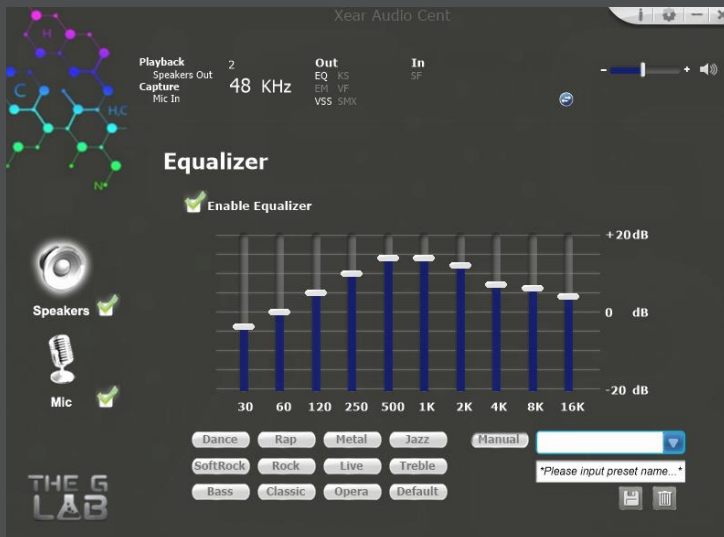 Xear Audio Cent
H
C
H₃C
N
Playback
Speakers Out
Capture
Mic In
2
48 KHz
Out
EQ KS
EM VF
VSS SMX
In
SF
- +
Equalizer
Enable Equalizer
+20dB
0 dB
-20 dB
30 60 120 250 500 1K 2K 4K 8K 16K
Speakers
Mic
Dance Rap Metal Jazz Manual
SoftRock Rock Live Treble
*Please input preset name...*
Bass Classic Opera Default
THE G
LAB